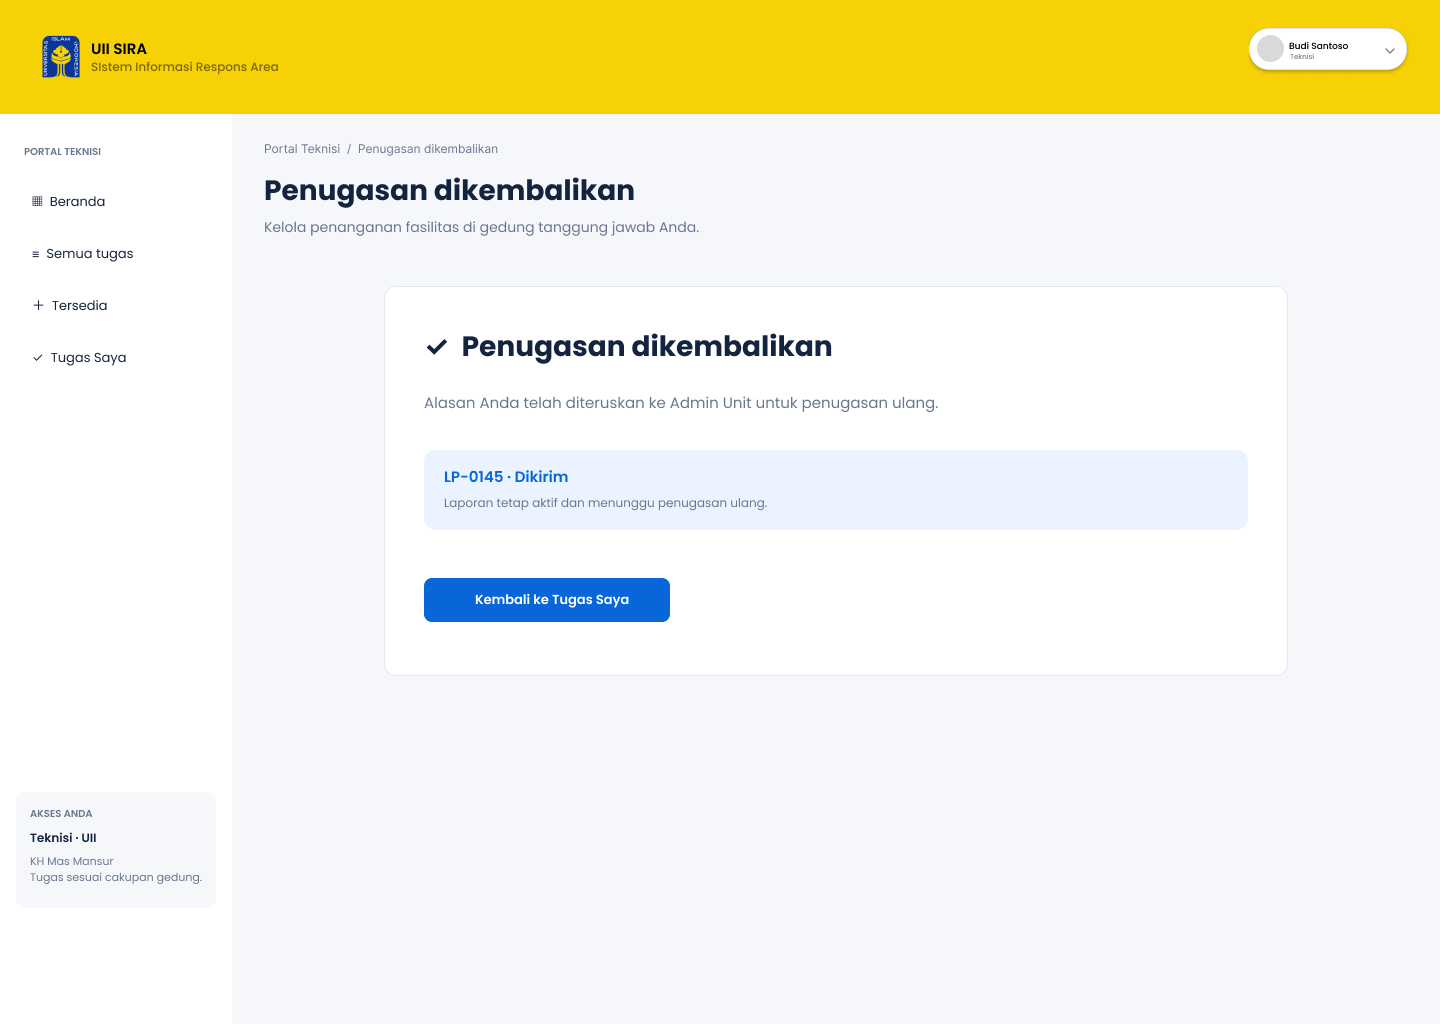 ISLAM
UNIVERSITAS
INDONESIA
UII SIRA
SIstem Informasi Respons Area
Budi Santoso
Teknisi
PORTAL TEKNISI
Beranda
Semua tugas
Tersedia
Tugas Saya
Portal Teknisi / Penugasan dikembalikan
Penugasan dikembalikan
Kelola penanganan fasilitas di gedung tanggung jawab Anda.
Penugasan dikembalikan
Alasan Anda telah diteruskan ke Admin Unit untuk penugasan ulang.
LP-0145 · Dikirim
Laporan tetap aktif dan menunggu penugasan ulang.
Kembali ke Tugas Saya
AKSES ANDA
Teknisi · UII
KH Mas Mansur
Tugas sesuai cakupan gedung.